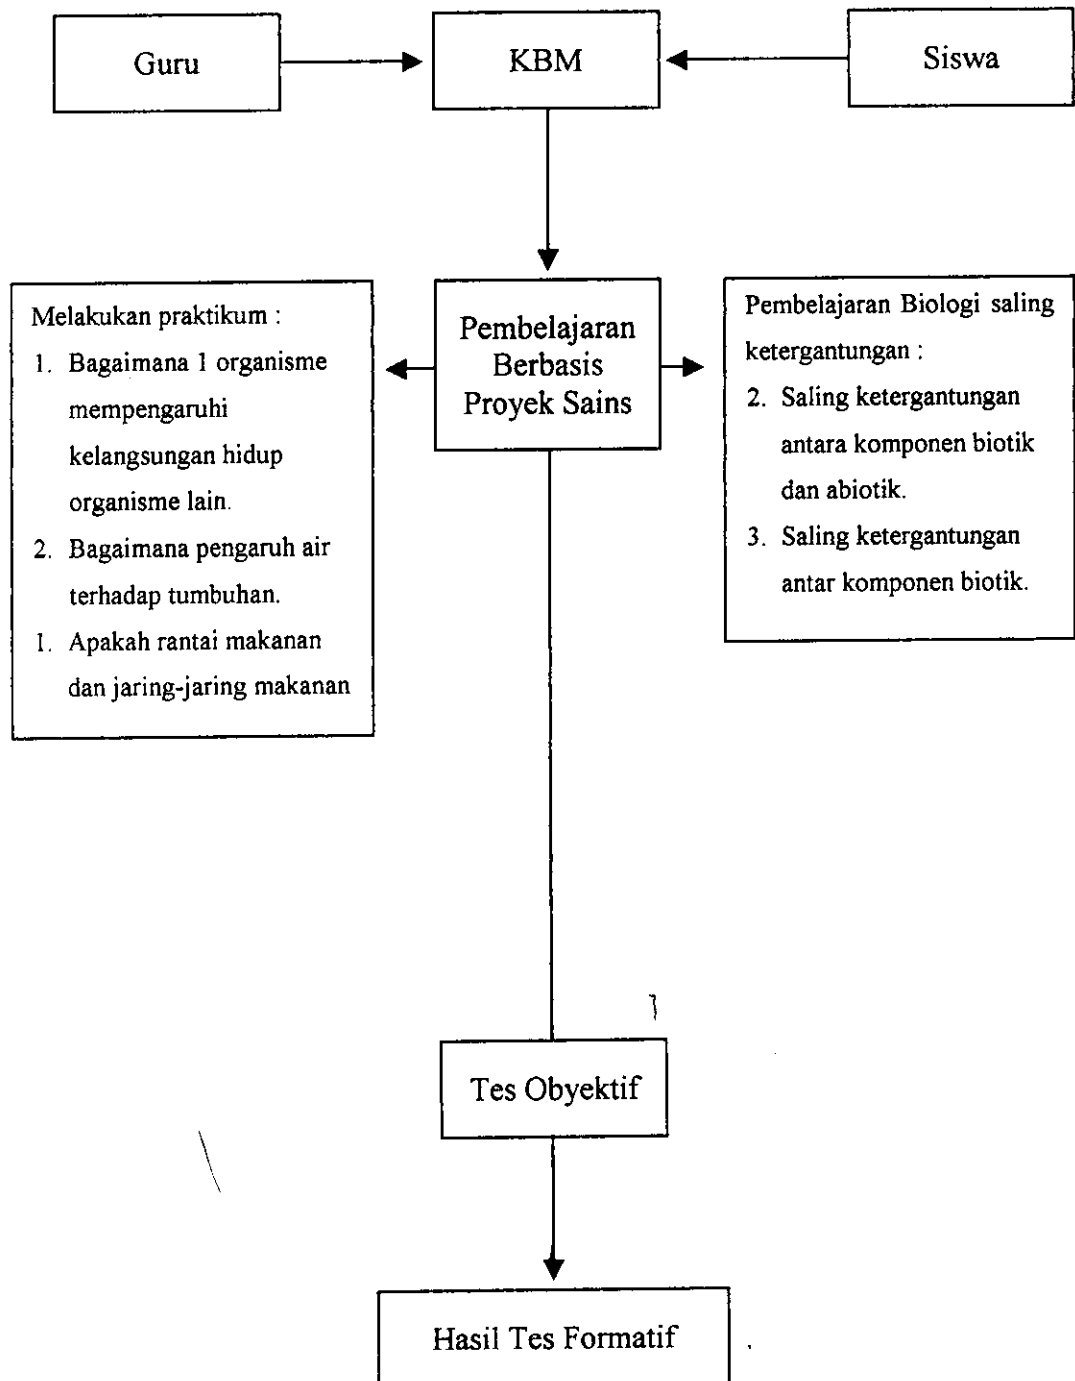 Guru
KBM
Siswa
Melakukan praktikum :
1. Bagaimana 1 organisme
mempengaruhi
kelangsungan hidup
organisme lain.
2. Bagaimana pengaruh air
terhadap tumbuhan.
1. Apakah rantai makanan
dan jaring-jaring makanan
Pembelajaran
Berbasis
Proyek Sains
Pembelajaran Biologi saling
ketergantungan :
2. Saling ketergantungan
antara komponen biotik
dan abiotik.
3. Saling ketergantungan
antar komponen biotik.
Tes Obyektif
Hasil Tes Formatif